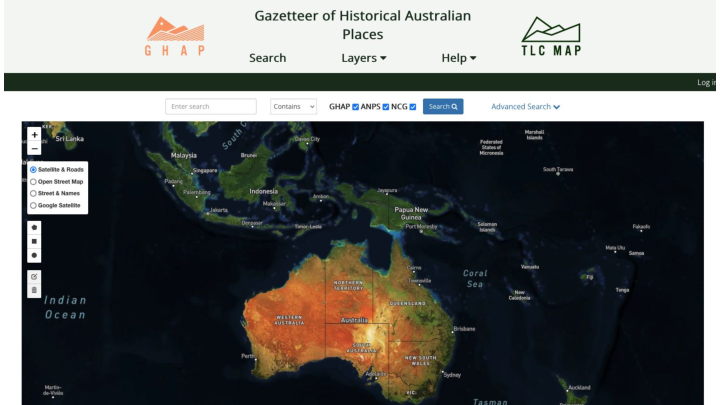 Gazetteer of Historical Australian
Places
GHAP
TLC MAP
Search Layers Help
Log in
Enter search Contains GHAP ANPS NCG Search Advanced Search
+
−
Satellite & Roads
Open Street Map
Street & Names
Google Satellite
Sri Lanka
South C
Davao City
Malaysia
Brunei
Singapore
Padang
Palembang
Indonesia
Makassar
Jakarta
Denpasar
Timor-Leste
Ambon
Jayapura
Papua New
Guinea
Port Moresby
Federated
States of
Micronesia
Marshall
Islands
South Tarawa
Solomon
Islands
Fakaofo
Mata Utu
Samoa
Vanuatu
Fiji
Tonga
New
Caledonia
Coral
Sea
Cairns
Townsville
NORTHERN
TERRITORY
QUEENSLAND
WESTERN
AUSTRALIA
Australia
SOUTH
AUSTRALIA
Brisbane
NEW SOUTH
WALES
Perth
Adelaide
Sydney
VIC.
Auckland
Tasman
Indian
Ocean
Martin-
de-Viviès